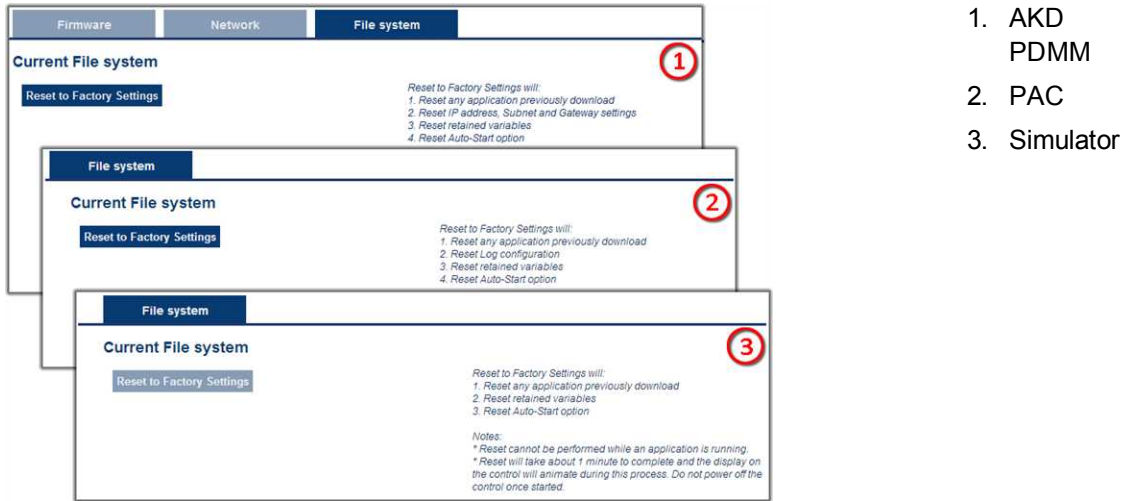 Firmware Network File system
Current File system
1
Reset to Factory Settings
Reset to Factory Settings will:
1. Reset any application previously download
2. Reset IP address, Subnet and Gateway settings
3. Reset retained variables
4. Reset Auto-Start option
File system
Current File system
2
Reset to Factory Settings
Reset to Factory Settings will:
1. Reset any application previously download
2. Reset Log configuration
3. Reset retained variables
4. Reset Auto-Start option
File system
Current File system
3
Reset to Factory Settings
Reset to Factory Settings will:
1. Reset any application previously download
2. Reset retained variables
3. Reset Auto-Start option
Notes:
* Reset cannot be performed while an application is running.
* Reset will take about 1 minute to complete and the display on
the control will animate during this process. Do not power off the
control once started.
1. AKD
PDMM
2. PAC
3. Simulator